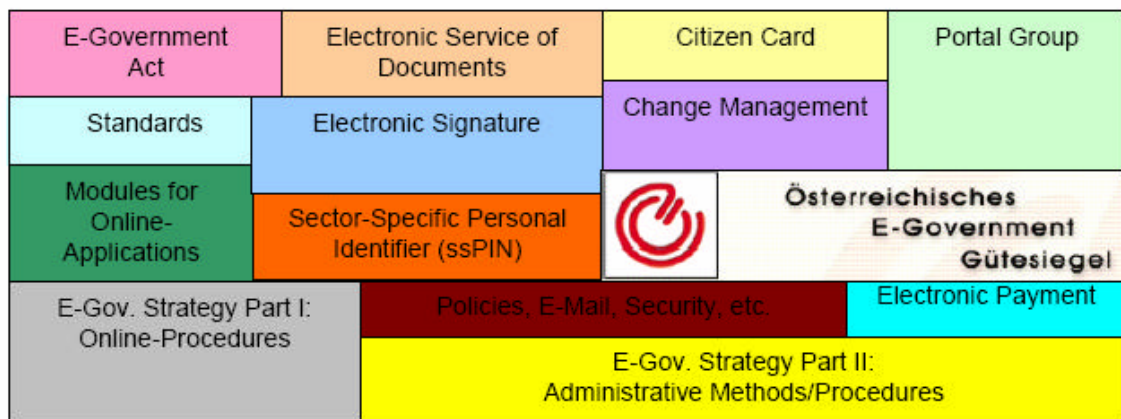 E-Government
Act
Electronic Service of
Documents
Citizen Card
Portal Group
Standards
Electronic Signature
Change Management
Modules for
Online-
Applications
Sector-Specific Personal
Identifier (ssPIN)
Österreichisches
E-Government
Gütesiegel
E-Gov. Strategy Part I:
Online-Procedures
Policies, E-Mail, Security, etc.
Electronic Payment
E-Gov. Strategy Part II:
Administrative Methods/Procedures